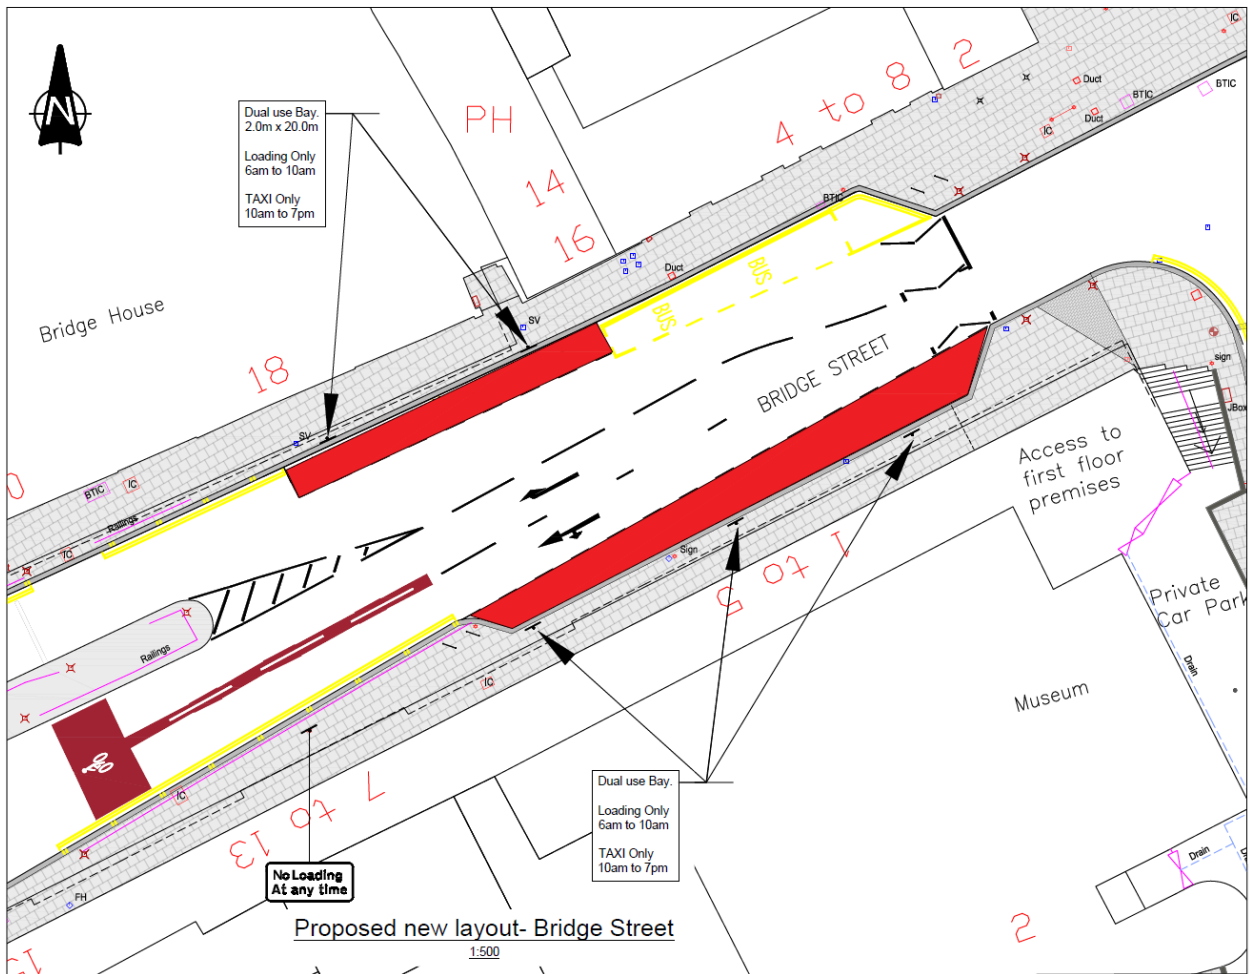 IC
2
4 to 8
Duct
BTIC
BTIC
Duct
IC
N
Dual use Bay.
2.0m x 20.0m
Loading Only
6am to 10am
TAXI Only
10am to 7pm
PH
14
16
BTIC
Duct
BUS
BUS
Bridge House
SV
18
SV
BRIDGE STREET
sign
JBox
Access to
first floor
premises
BTIC
IC
Railings
IC
Sign
1 to 5
Private
Car Park
Railings
IC
Drain
Museum
Dual use Bay.
Loading Only
6am to 10am
TAXI Only
10am to 7pm
IC
7 to 13
No Loading
At any time
FH
Drain
2
Proposed new layout- Bridge Street
1:500